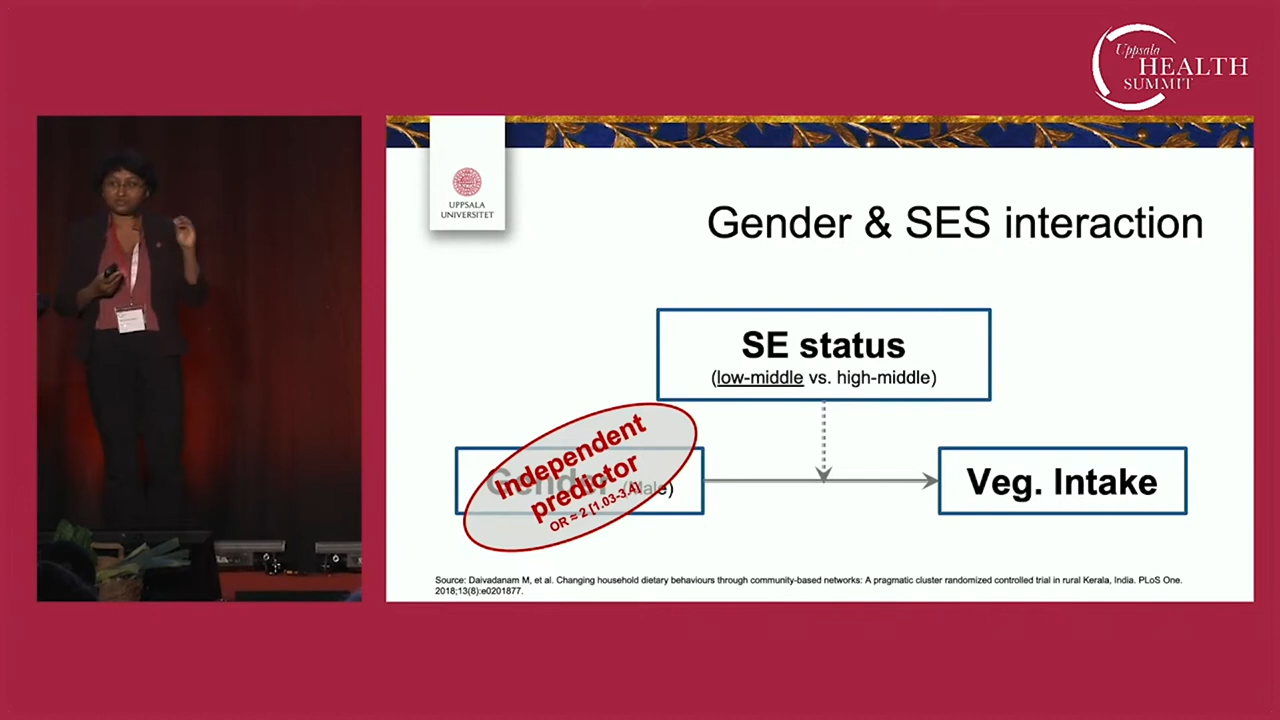 Uppsala
HEALTH
SUMMIT
UPPSALA
UNIVERSITET
Gender & SES interaction
SE status
(low-middle vs. high-middle)
Gender (Male)
Independent
predictor
OR ≈ 2 [1.03-3.4]
Veg. Intake
Source: Daivadanam M, et al. Changing household dietary behaviours through community-based networks: A pragmatic cluster randomized controlled trial in rural Kerala, India. PLoS One.
2018;13(8):e0201877.